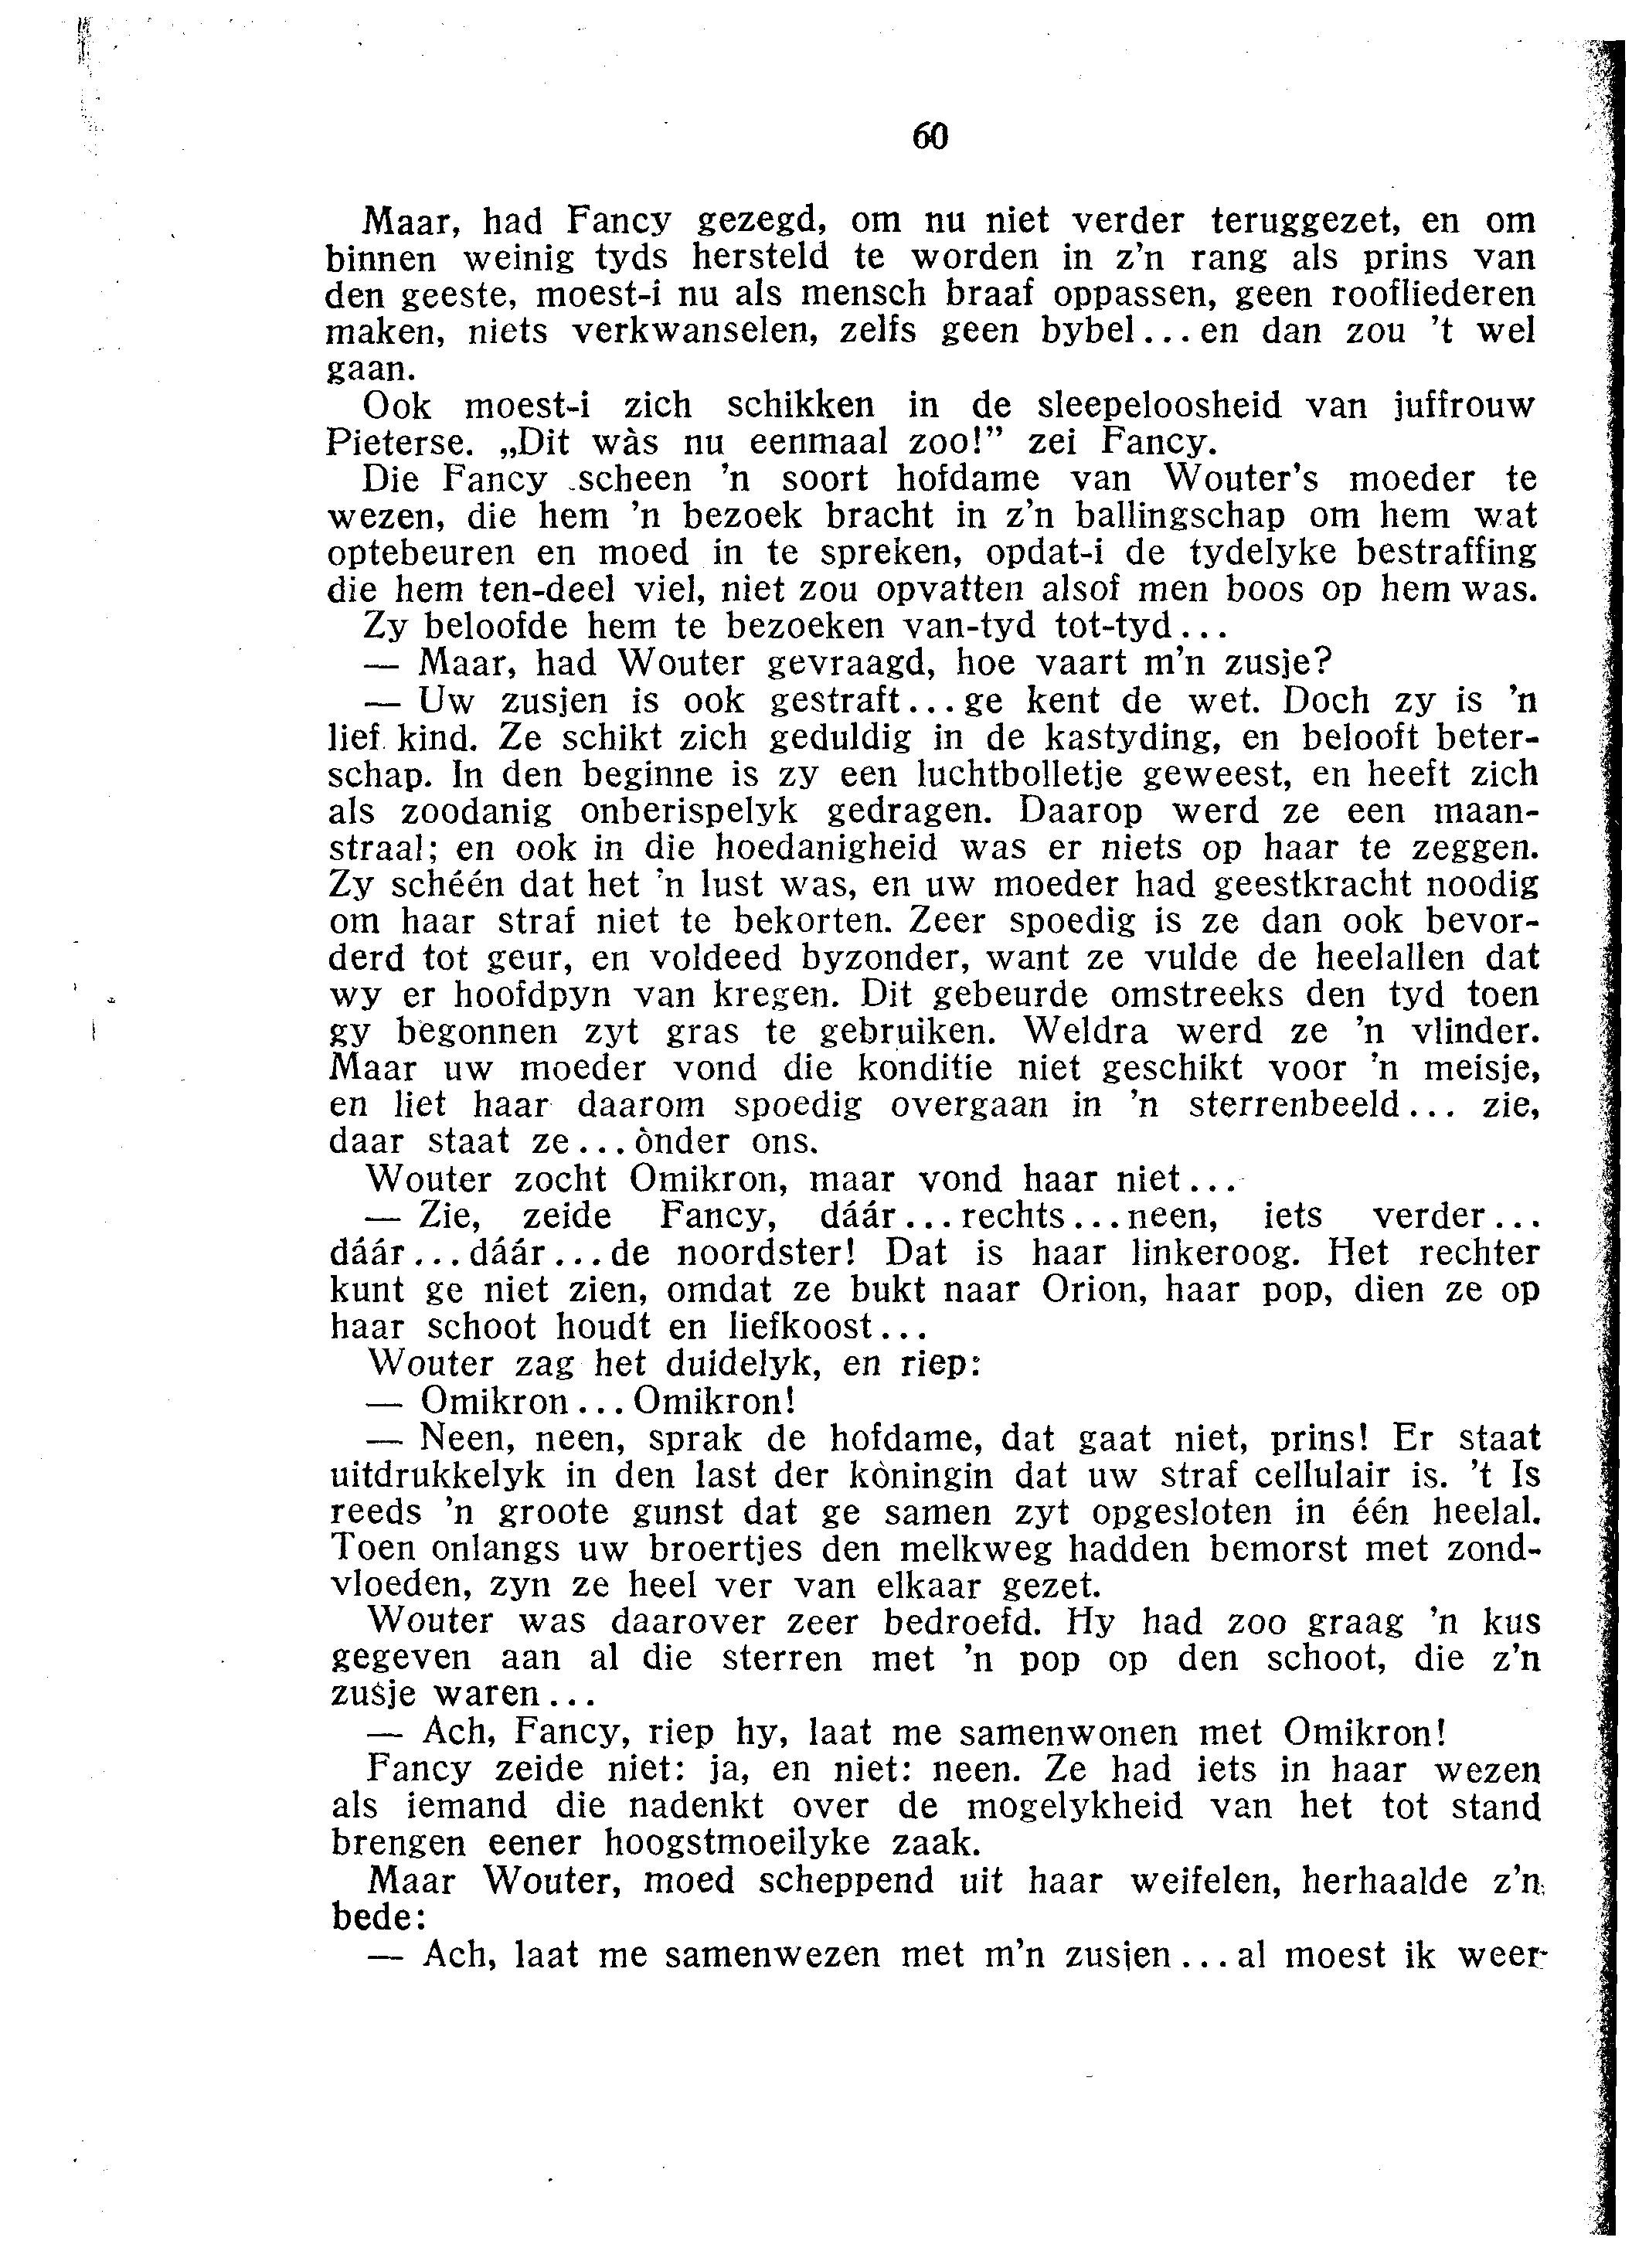 60
Maar, had Fancy gezegd, om nu niet verder teruggezet, en om
binnen weinig tyds hersteld te worden in z'n rang als prins van
den geeste, moest-i nu als mensch braaf oppassen, geen roofliederen
maken, niets verkwanselen, zelfs geen bybel... en dan zou 't wel
gaan.
Ook moest-i zich schikken in de sleepeloosheid van juffrouw
Pieterse. „Dit wàs nu eenmaal zoo!” zei Fancy.
Die Fancy scheen 'n soort hofdame van Wouter's moeder te
wezen, die hem 'n bezoek bracht in z'n ballingschap om hem wat
optebeuren en moed in te spreken, opdat-i de tydelyke bestraffing
die hem ten-deel viel, niet zou opvatten alsof men boos op hem was.
Zy beloofde hem te bezoeken van-tyd tot-tyd...
— Maar, had Wouter gevraagd, hoe vaart m'n zusje?
— Uw zusjen is ook gestraft... ge kent de wet. Doch zy is 'n
lief kind. Ze schikt zich geduldig in de kastyding, en belooft beter-
schap. In den beginne is zy een luchtbolletje geweest, en heeft zich
als zoodanig onberispelyk gedragen. Daarop werd ze een maan-
straal; en ook in die hoedanigheid was er niets op haar te zeggen.
Zy schéén dat het 'n lust was, en uw moeder had geestkracht noodig
om haar straf niet te bekorten. Zeer spoedig is ze dan ook bevor-
derd tot geur, en voldeed byzonder, want ze vulde de heelallen dat
wy er hoofdpyn van kregen. Dit gebeurde omstreeks den tyd toen
gy begonnen zyt gras te gebruiken. Weldra werd ze 'n vlinder.
Maar uw moeder vond die konditie niet geschikt voor 'n meisje,
en liet haar daarom spoedig overgaan in 'n sterrenbeeld... zie,
daar staat ze... ònder ons.
Wouter zocht Omikron, maar vond haar niet...
— Zie, zeide Fancy, dáár... rechts... neen, iets verder...
dáár... dáár... de noordster! Dat is haar linkeroog. Het rechter
kunt ge niet zien, omdat ze bukt naar Orion, haar pop, dien ze op
haar schoot houdt en liefkoost...
Wouter zag het duidelyk, en riep:
— Omikron... Omikron!
— Neen, neen, sprak de hofdame, dat gaat niet, prins! Er staat
uitdrukkelyk in den last der kòningin dat uw straf cellulair is. 't Is
reeds 'n groote gunst dat ge samen zyt opgesloten in één heelal.
Toen onlangs uw broertjes den melkweg hadden bemorst met zond-
vloeden, zyn ze heel ver van elkaar gezet.
Wouter was daarover zeer bedroefd. Hy had zoo graag 'n kus
gegeven aan al die sterren met 'n pop op den schoot, die z'n
zusje waren...
— Ach, Fancy, riep hy, laat me samenwonen met Omikron!
Fancy zeide niet: ja, en niet: neen. Ze had iets in haar wezen
als iemand die nadenkt over de mogelykheid van het tot stand
brengen eener hoogstmoeilyke zaak.
Maar Wouter, moed scheppend uit haar weifelen, herhaalde z'n
bede:
— Ach, laat me samenwezen met m'n zusjen... al moest ik weer